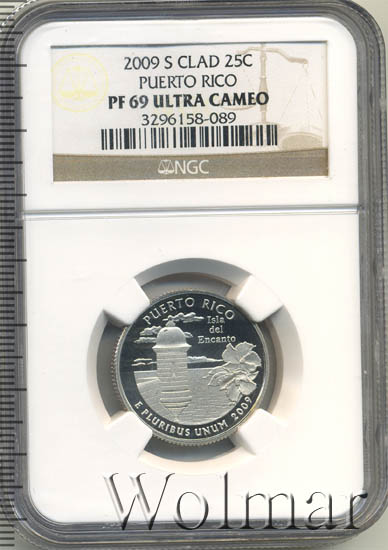 2009 S CLAD 25C
PUERTO RICO
PF 69 ULTRA CAMEO
3296158-089
NGC
PUERTO RICO
Isla
del
Encanto
E PLURIBUS UNUM 2009
Wolmar